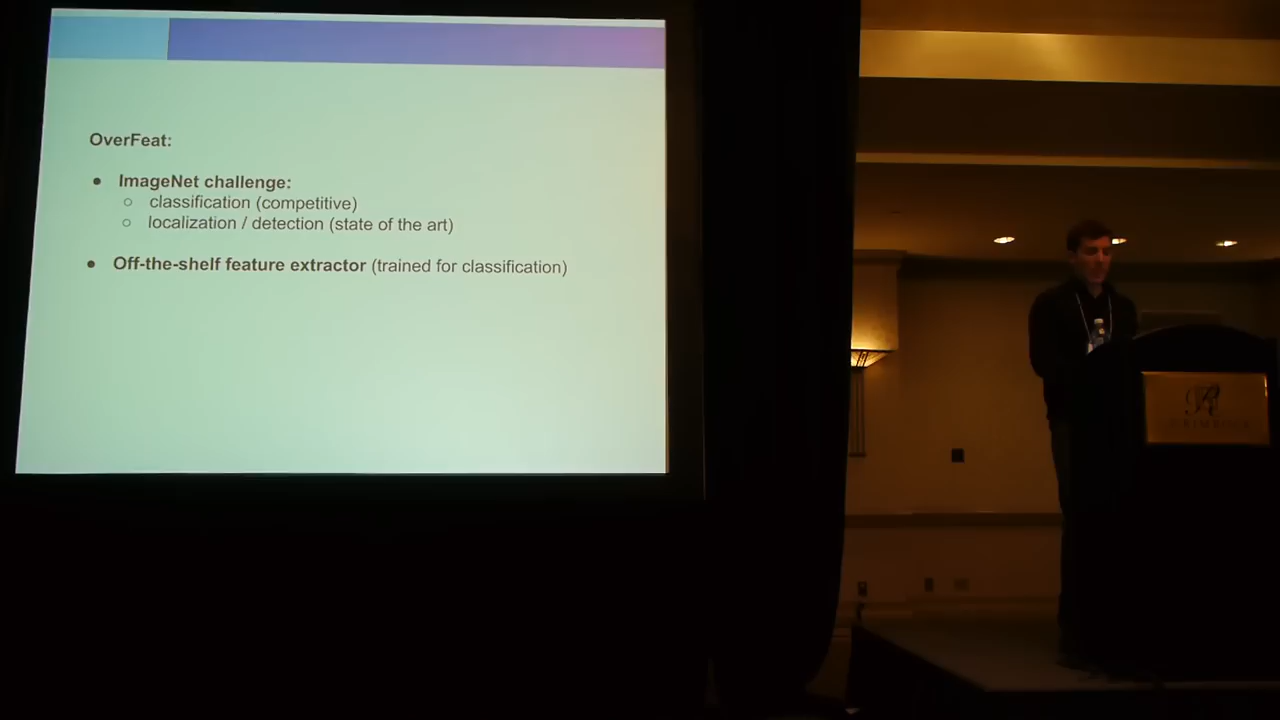 OverFeat:
● ImageNet challenge:
○ classification (competitive)
○ localization / detection (state of the art)
● Off-the-shelf feature extractor (trained for classification)